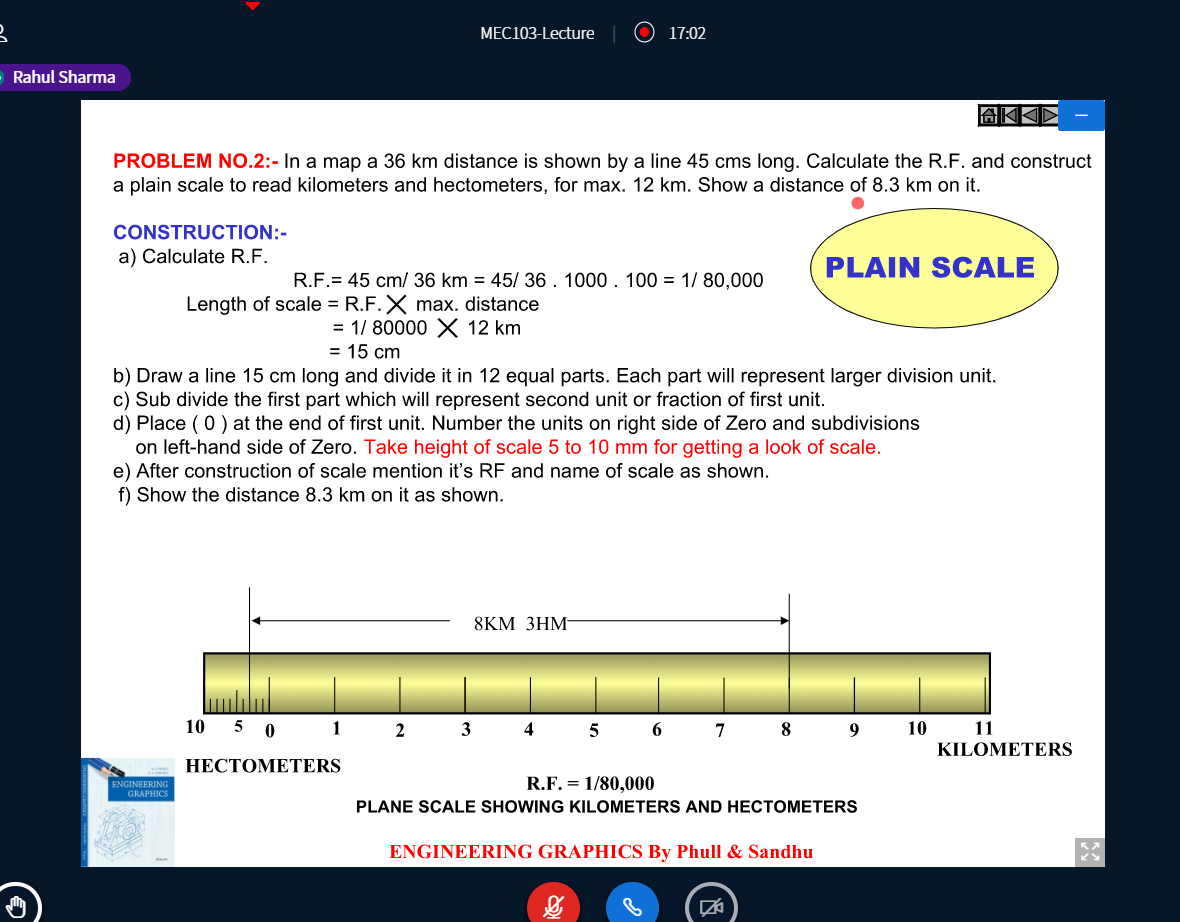 MEC103-Lecture | 17:02
Rahul Sharma
PROBLEM NO.2:- In a map a 36 km distance is shown by a line 45 cms long. Calculate the R.F. and construct
a plain scale to read kilometers and hectometers, for max. 12 km. Show a distance of 8.3 km on it.
CONSTRUCTION:-
a) Calculate R.F.
R.F.= 45 cm/ 36 km = 45/ 36 . 1000 . 100 = 1/ 80,000
Length of scale = R.F. X max. distance
= 1/ 80000 X 12 km
= 15 cm
PLAIN SCALE
b) Draw a line 15 cm long and divide it in 12 equal parts. Each part will represent larger division unit.
c) Sub divide the first part which will represent second unit or fraction of first unit.
d) Place ( 0 ) at the end of first unit. Number the units on right side of Zero and subdivisions
on left-hand side of Zero. Take height of scale 5 to 10 mm for getting a look of scale.
e) After construction of scale mention it’s RF and name of scale as shown.
f) Show the distance 8.3 km on it as shown.
8KM 3HM
10 5 0 1 2 3 4 5 6 7 8 9 10 11
KILOMETERS
HECTOMETERS
R.F. = 1/80,000
PLANE SCALE SHOWING KILOMETERS AND HECTOMETERS
ENGINEERING
GRAPHICS
ENGINEERING GRAPHICS By Phull & Sandhu